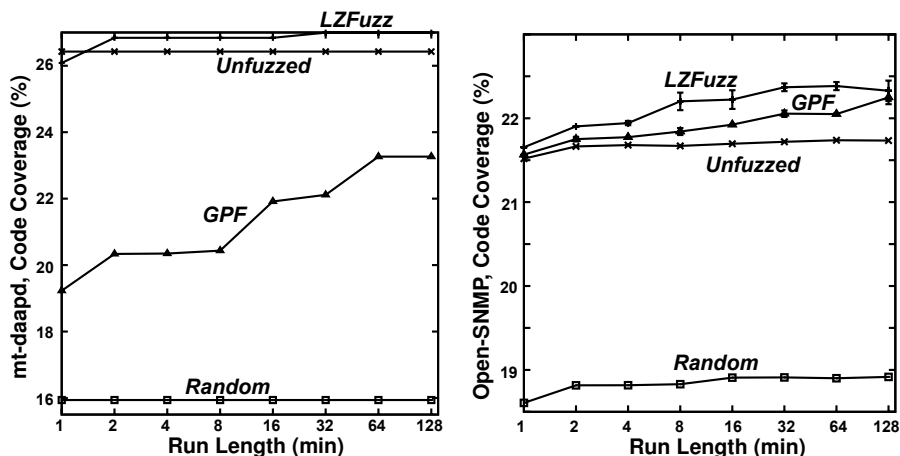 LZFuzz
26
Unfuzzed
24
22
GPF
20
18
Random
16
1 2 4 8 16 32 64 128
Run Length (min)
mt-daapd, Code Coverage (%)
LZFuzz
GPF
22
Unfuzzed
21
20
19
Random
1 2 4 8 16 32 64 128
Run Length (min)
Open-SNMP, Code Coverage (%)